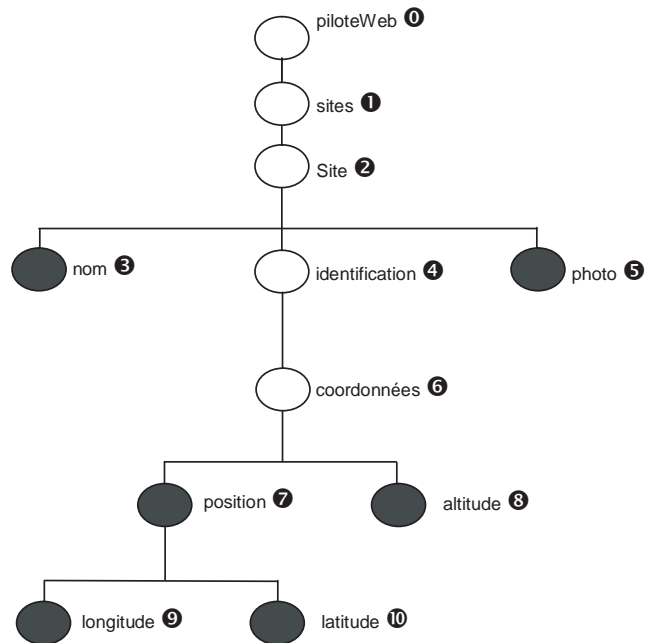 piloteWeb ⓿
sites ❶
Site ❷
nom ❸
identification ❹
photo ❺
coordonnées ❻
position ❼
altitude ❽
longitude ❾
latitude ❿